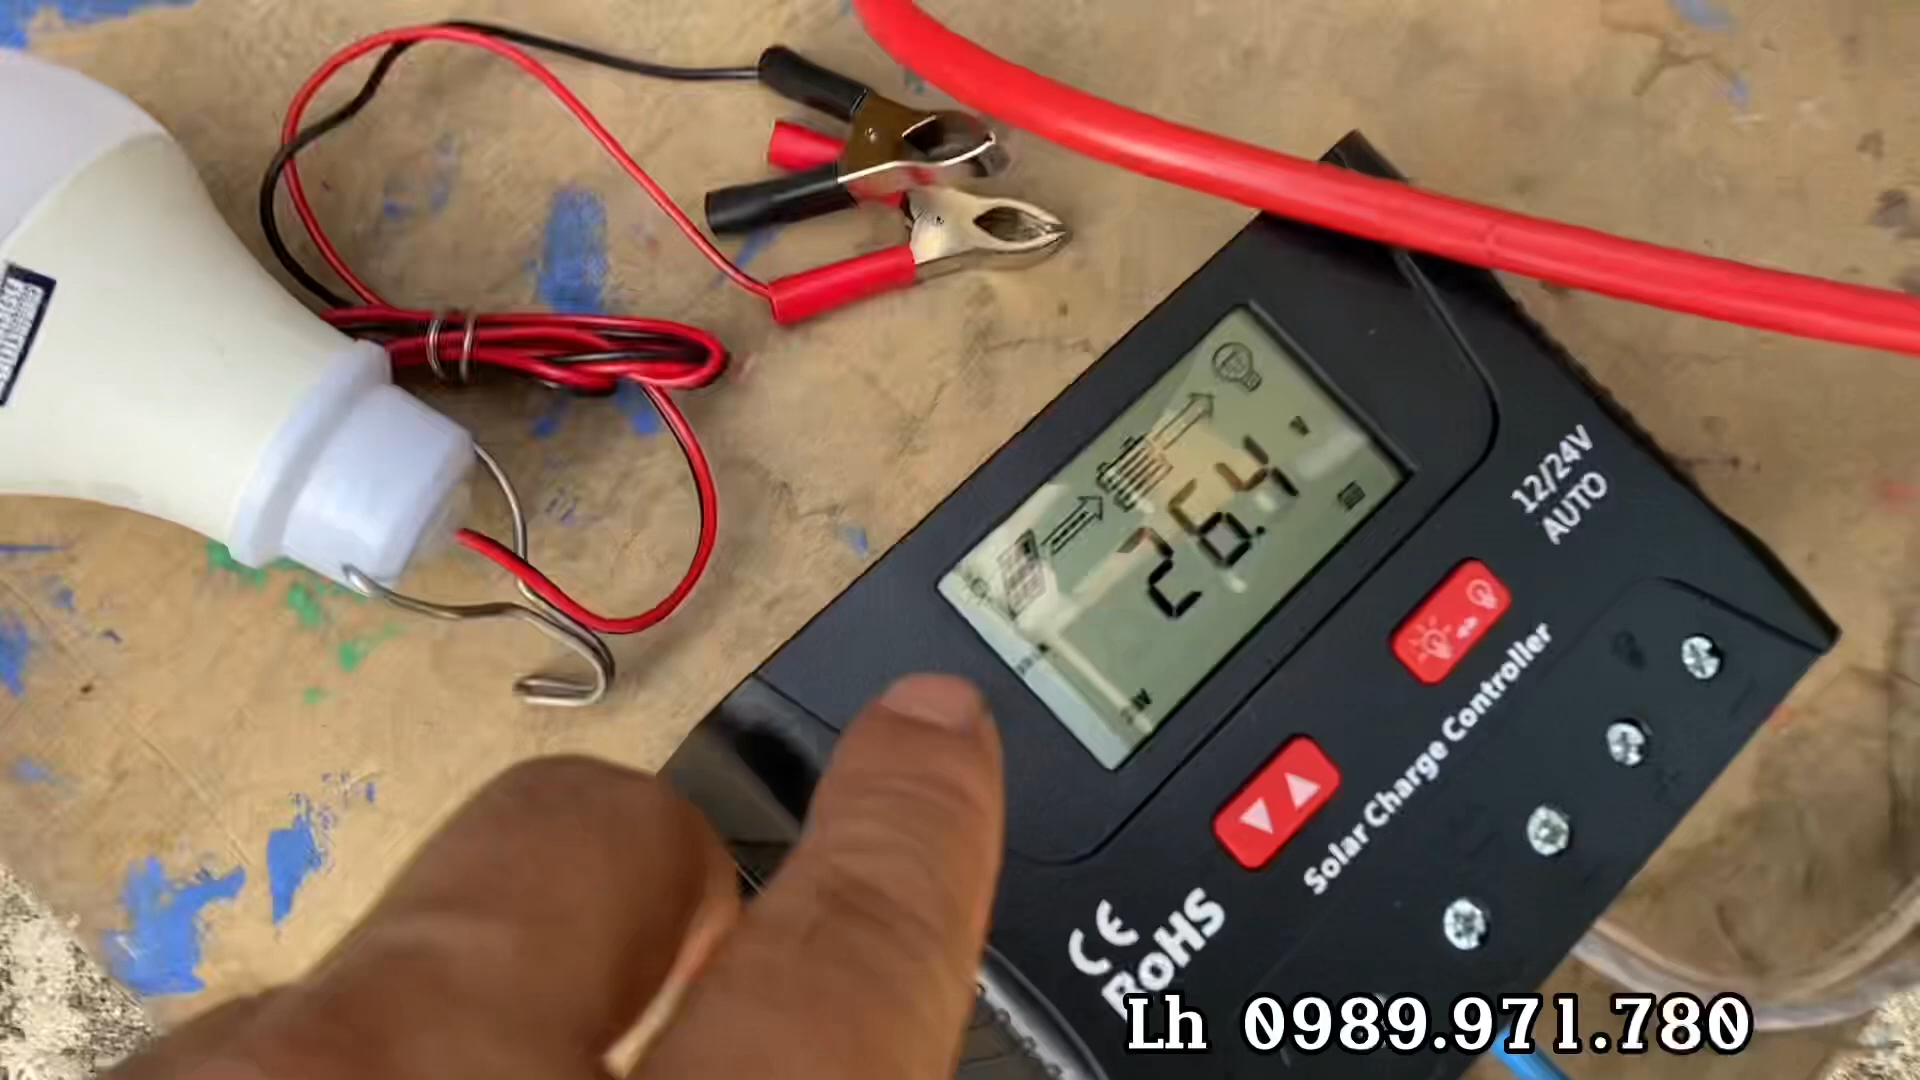 26.4
V
12/24V
AUTO
Solar Charge Controller
CE
RoHS
Lh 0989.971.780